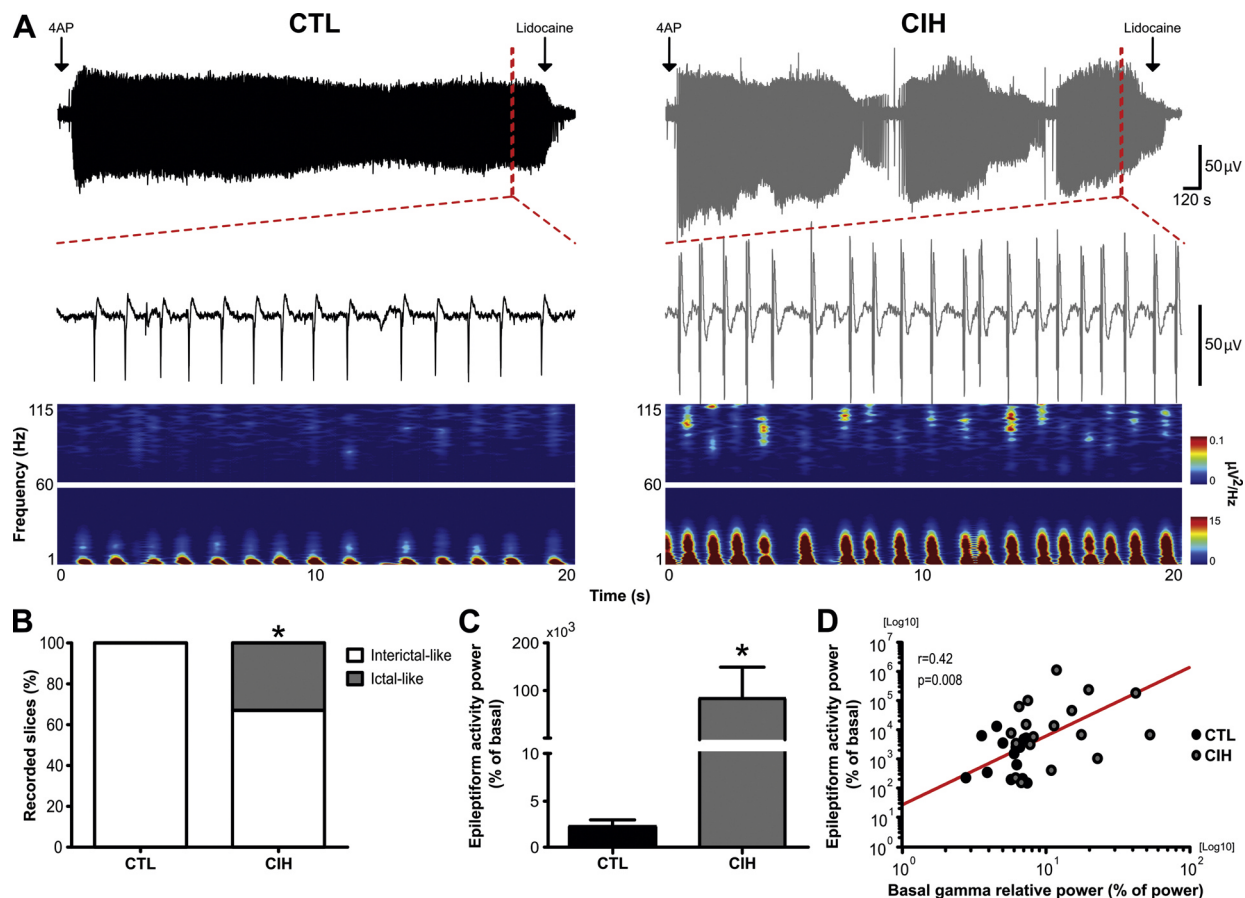 A
CTL
CIH
4AP
Lidocaine
4AP
Lidocaine
50 µV
120 s
50 µV
115
60
1
Frequency (Hz)
115
60
1
0.1
0
15
0
µV²/Hz
0
10
20
0
10
20
Time (s)
B
100
80
60
40
20
0
Recorded slices (%)
*
CTL
CIH
Interictal-like
Ictal-like
C
x10³
200
100
10
5
0
Epileptiform activity power
(% of basal)
*
CTL
CIH
D
[Log10]
10⁷
10⁶
10⁵
10⁴
10³
10²
10¹
10⁰
Epileptiform activity power
(% of basal)
r=0.42
p=0.008
CTL
CIH
[Log10]
10⁰
10¹
10²
Basal gamma relative power (% of power)